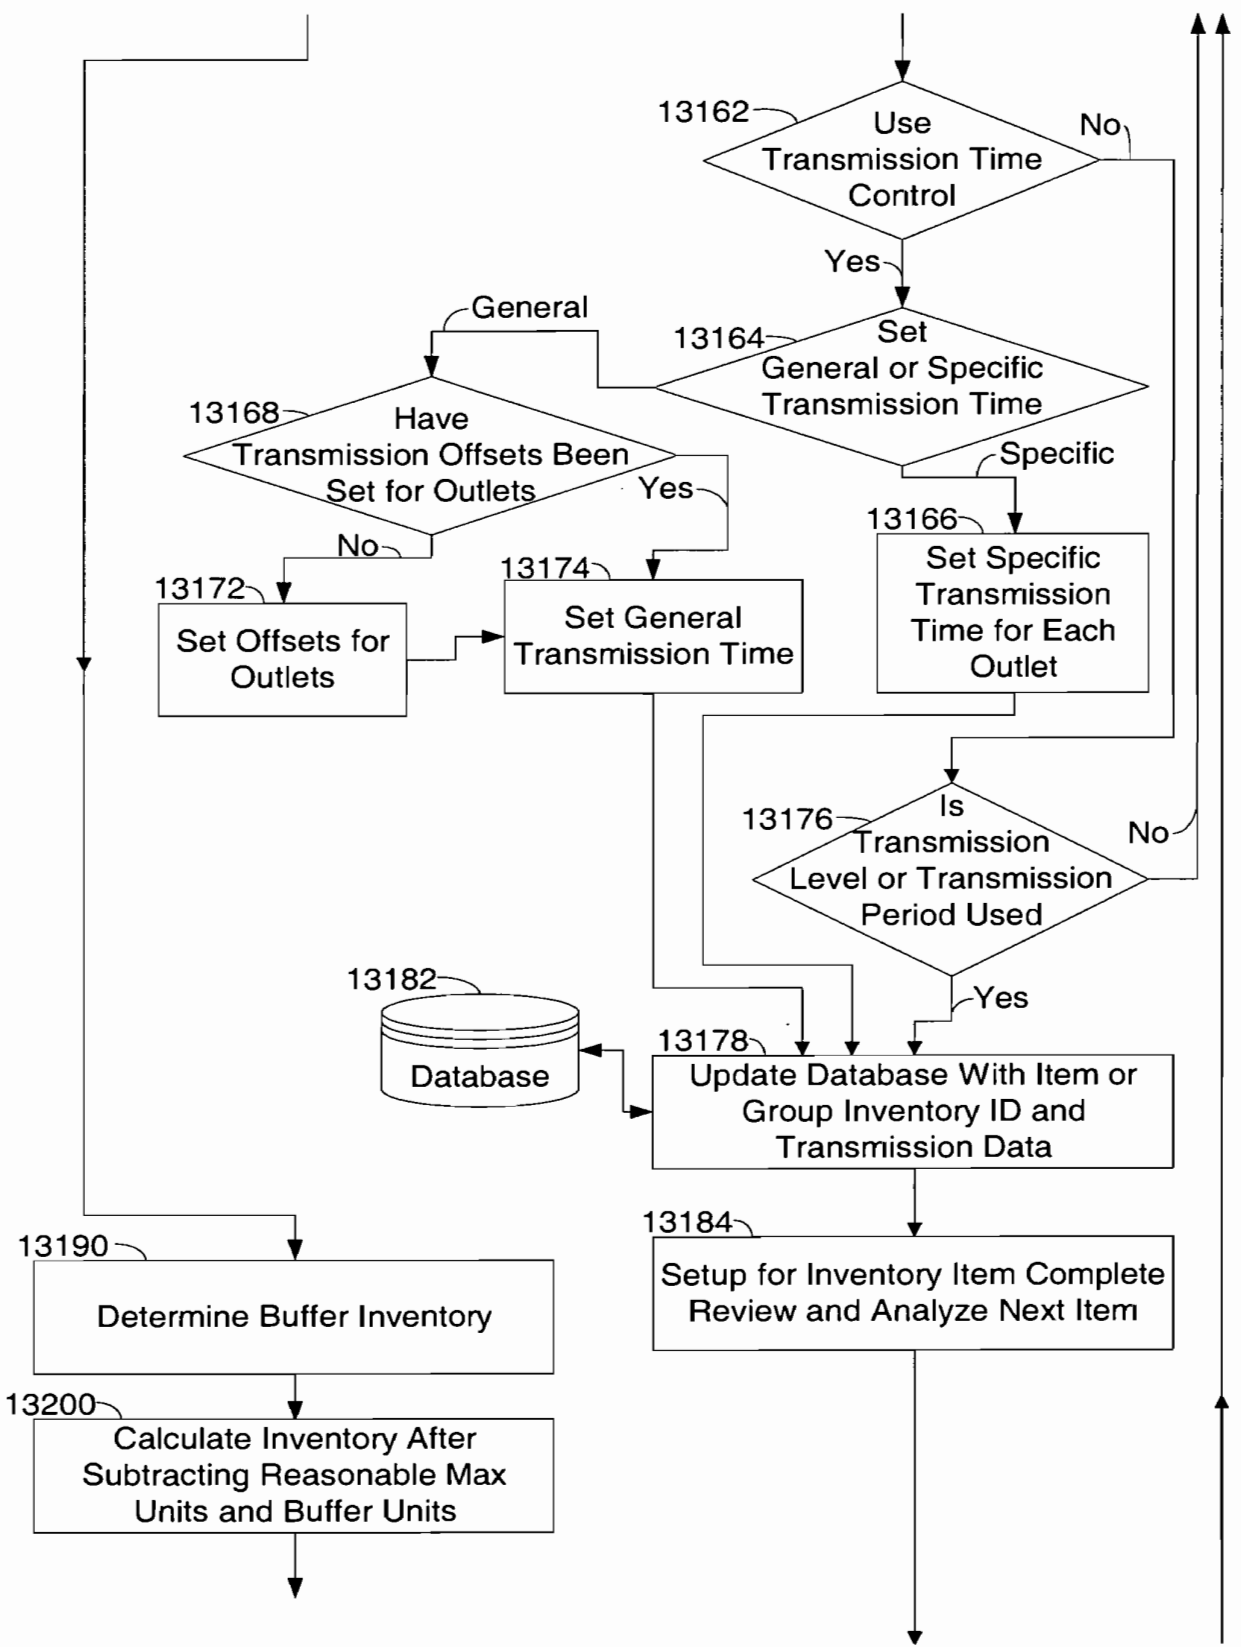 13162
Use
Transmission Time
Control
No
Yes
General
13164
Set
General or Specific
Transmission Time
13168
Have
Transmission Offsets Been
Set for Outlets
Yes
Specific
No
13166
Set Specific
Transmission
Time for Each
Outlet
13172
Set Offsets for
Outlets
13174
Set General
Transmission Time
13176
Is
Transmission
Level or Transmission
Period Used
No
Yes
13182
Database
13178
Update Database With Item or
Group Inventory ID and
Transmission Data
13184
Setup for Inventory Item Complete
Review and Analyze Next Item
13190
Determine Buffer Inventory
13200
Calculate Inventory After
Subtracting Reasonable Max
Units and Buffer Units